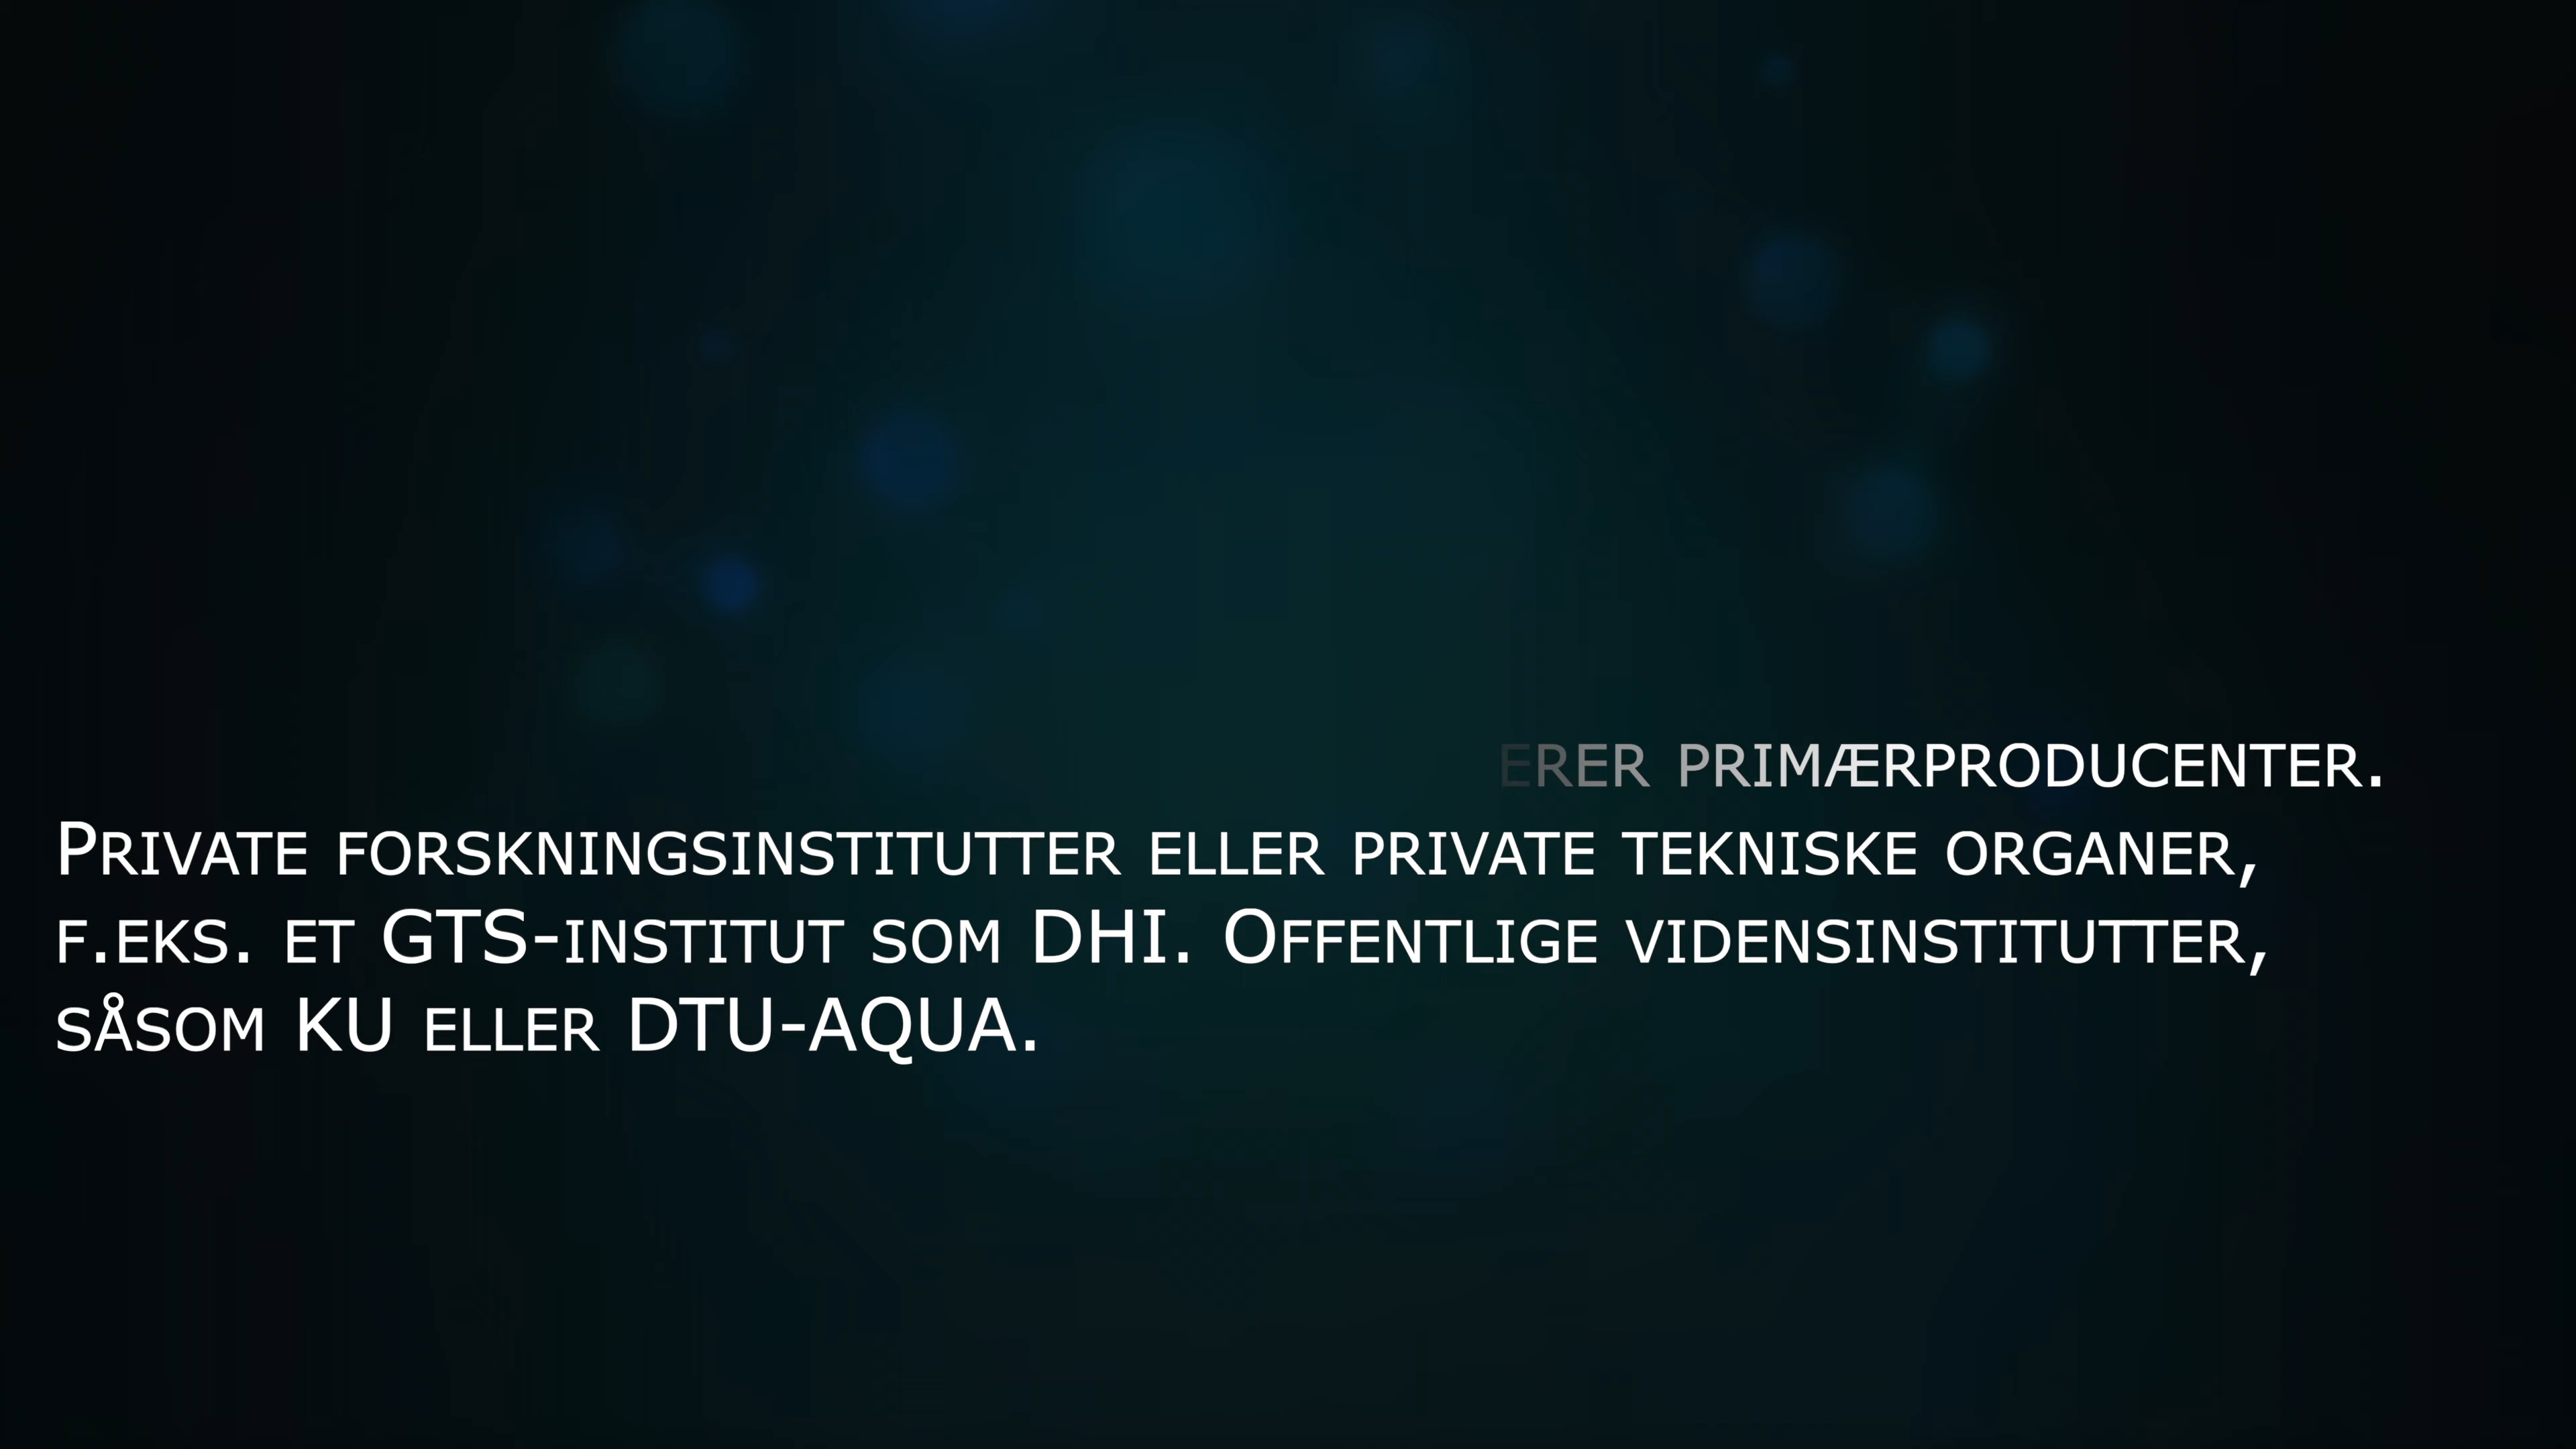 ERER PRIMÆRPRODUCENTER.
PRIVATE FORSKNINGSINSTITUTTER ELLER PRIVATE TEKNISKE ORGANER,
F.EKS. ET GTS-INSTITUT SOM DHI. OFFENTLIGE VIDENSINSTITUTTER,
SÅSOM KU ELLER DTU-AQUA.